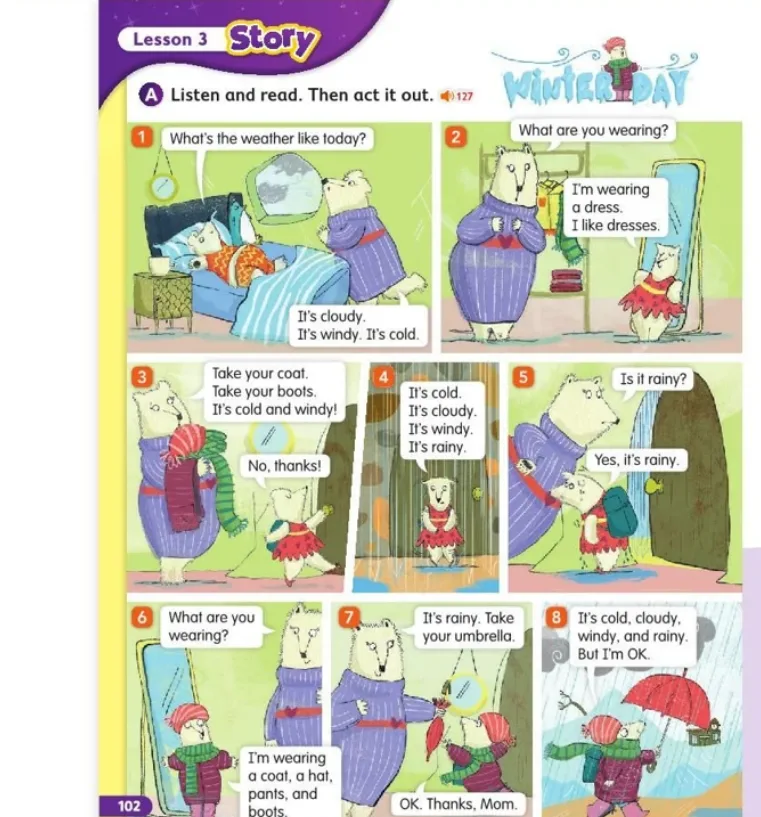 Lesson 3 Story
WINTER DAY
A Listen and read. Then act it out. 127
1
What's the weather like today?
It's cloudy.
It's windy. It's cold.
2
What are you wearing?
I'm wearing
a dress.
I like dresses.
3
Take your coat.
Take your boots.
It's cold and windy!
No, thanks!
4
It's cold.
It's cloudy.
It's windy.
It's rainy.
5
Is it rainy?
Yes, it's rainy.
6
What are you
wearing?
I'm wearing
a coat, a hat,
pants, and
boots.
7
It's rainy. Take
your umbrella.
OK. Thanks, Mom.
8
It's cold, cloudy,
windy, and rainy.
But I'm OK.
102